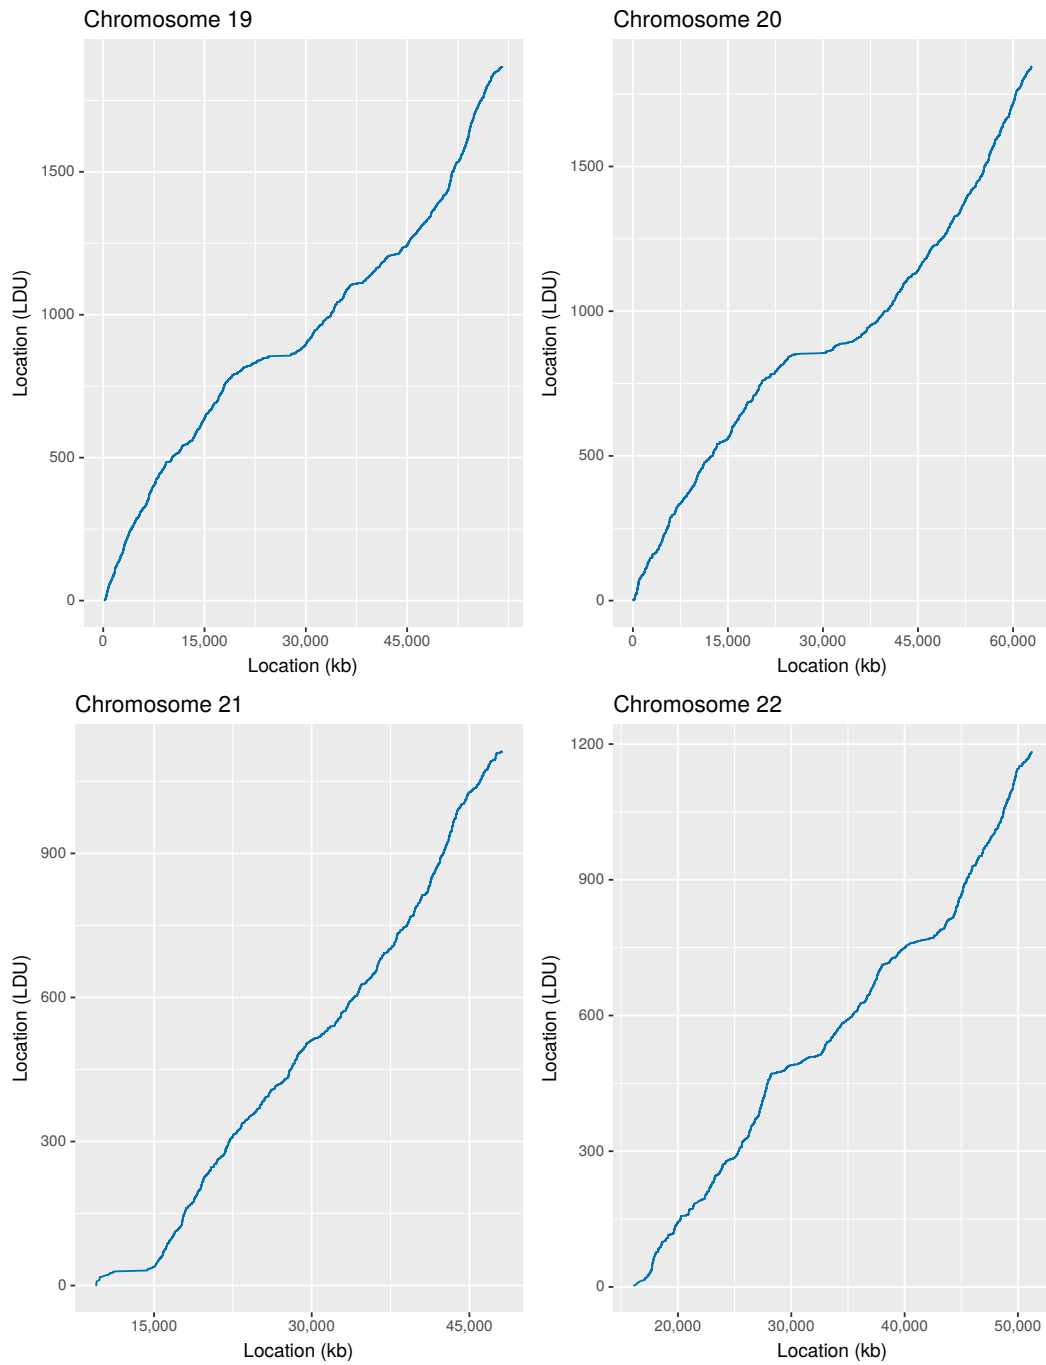 Chromosome 19
Location (LDU)
1500
1000
500
0
0 15,000 30,000 45,000
Location (kb)
Chromosome 20
Location (LDU)
1500
1000
500
0
0 15,000 30,000 45,000 60,000
Location (kb)
Chromosome 21
Location (LDU)
900
600
300
0
15,000 30,000 45,000
Location (kb)
Chromosome 22
Location (LDU)
1200
900
600
300
0
20,000 30,000 40,000 50,000
Location (kb)